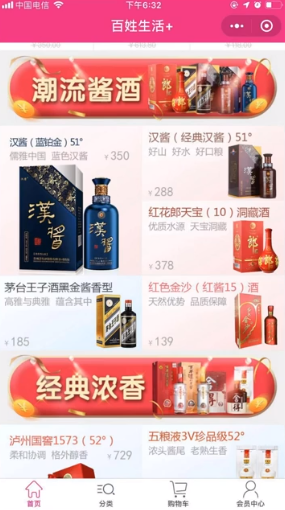 中国电信
下午6:32
百姓生活+
潮流酱酒
汉酱（蓝铂金）51°
儒雅中国 蓝色汉酱
￥350
汉酱（经典汉酱）51°
好山 好水 好口粮
￥288
红花郎天宝（10）洞藏酒
优质水源 天宝洞藏
￥378
茅台王子酒黑金酱香型
高雅与典雅 蕴含其中
￥185
红色金沙（红酱15）酒
天然优势 品质保障
￥139
经典浓香
泸州国窖1573（52°）
柔和协调 格外醇香
￥729
五粮液3V珍品级52°
浓头酱尾 老熟生香
首页
分类
购物车
会员中心